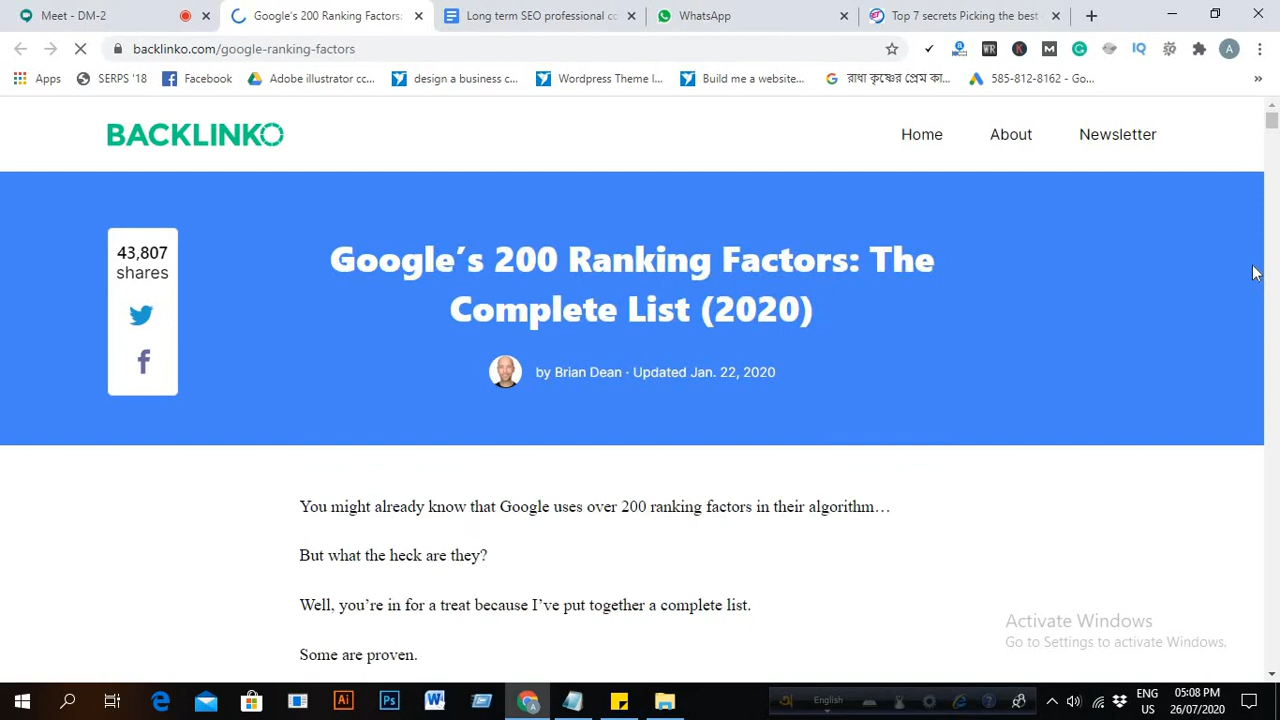 Meet - DM-2
Google's 200 Ranking Factors:
Long term SEO professional co
WhatsApp
Top 7 secrets Picking the best
backlinko.com/google-ranking-factors
Apps
SERPS '18
Facebook
Adobe illustrator cc...
design a business c...
Wordpress Theme I...
Build me a website...
রাধা কৃষ্ণের প্রেম কা...
585-812-8162 - Go...
BACKLINKO
Home
About
Newsletter
43,807
shares
Google’s 200 Ranking Factors: The
Complete List (2020)
by Brian Dean · Updated Jan. 22, 2020
You might already know that Google uses over 200 ranking factors in their algorithm…
But what the heck are they?
Well, you’re in for a treat because I’ve put together a complete list.
Some are proven.
Activate Windows
Go to Settings to activate Windows.
English
ENG
US
05:08 PM
26/07/2020